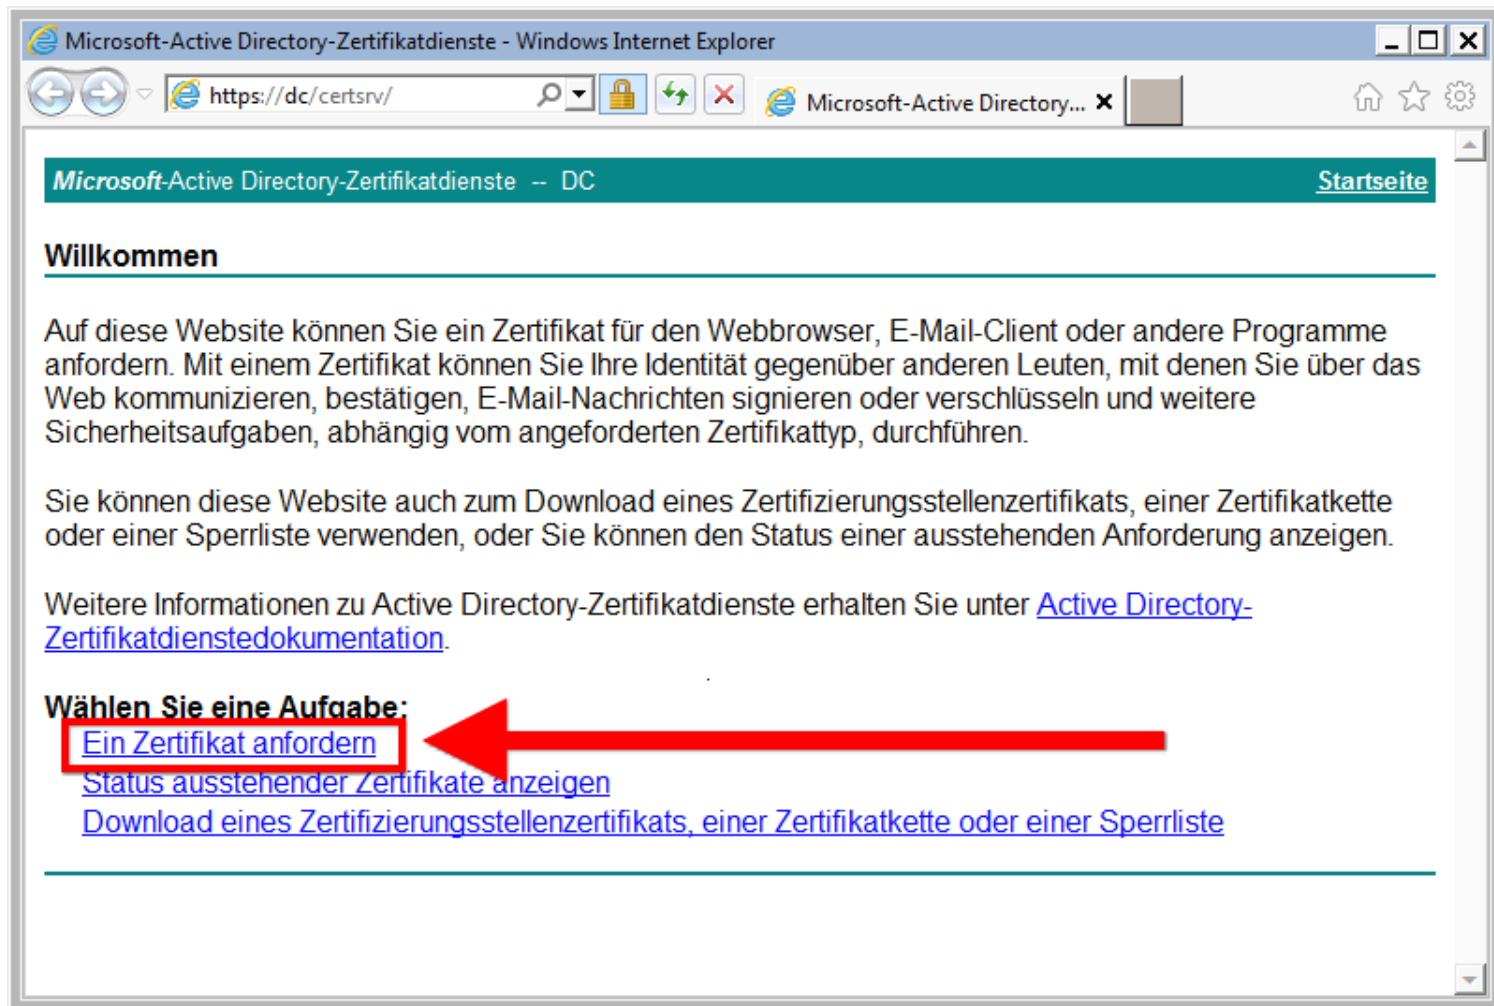 Microsoft-Active Directory-Zertifikatdienste - Windows Internet Explorer
https://dc/certsrv/
Microsoft-Active Directory...
Microsoft-Active Directory-Zertifikatdienste -- DC
Startseite
Willkommen
Auf diese Website können Sie ein Zertifikat für den Webbrowser, E-Mail-Client oder andere Programme
anfordern. Mit einem Zertifikat können Sie Ihre Identität gegenüber anderen Leuten, mit denen Sie über das
Web kommunizieren, bestätigen, E-Mail-Nachrichten signieren oder verschlüsseln und weitere
Sicherheitsaufgaben, abhängig vom angeforderten Zertifikattyp, durchführen.
Sie können diese Website auch zum Download eines Zertifizierungsstellenzertifikats, einer Zertifikatkette
oder einer Sperrliste verwenden, oder Sie können den Status einer ausstehenden Anforderung anzeigen.
Weitere Informationen zu Active Directory-Zertifikatdienste erhalten Sie unter Active Directory-
Zertifikatdienstedokumentation.
Wählen Sie eine Aufgabe:
Ein Zertifikat anfordern
Status ausstehender Zertifikate anzeigen
Download eines Zertifizierungsstellenzertifikats, einer Zertifikatkette oder einer Sperrliste